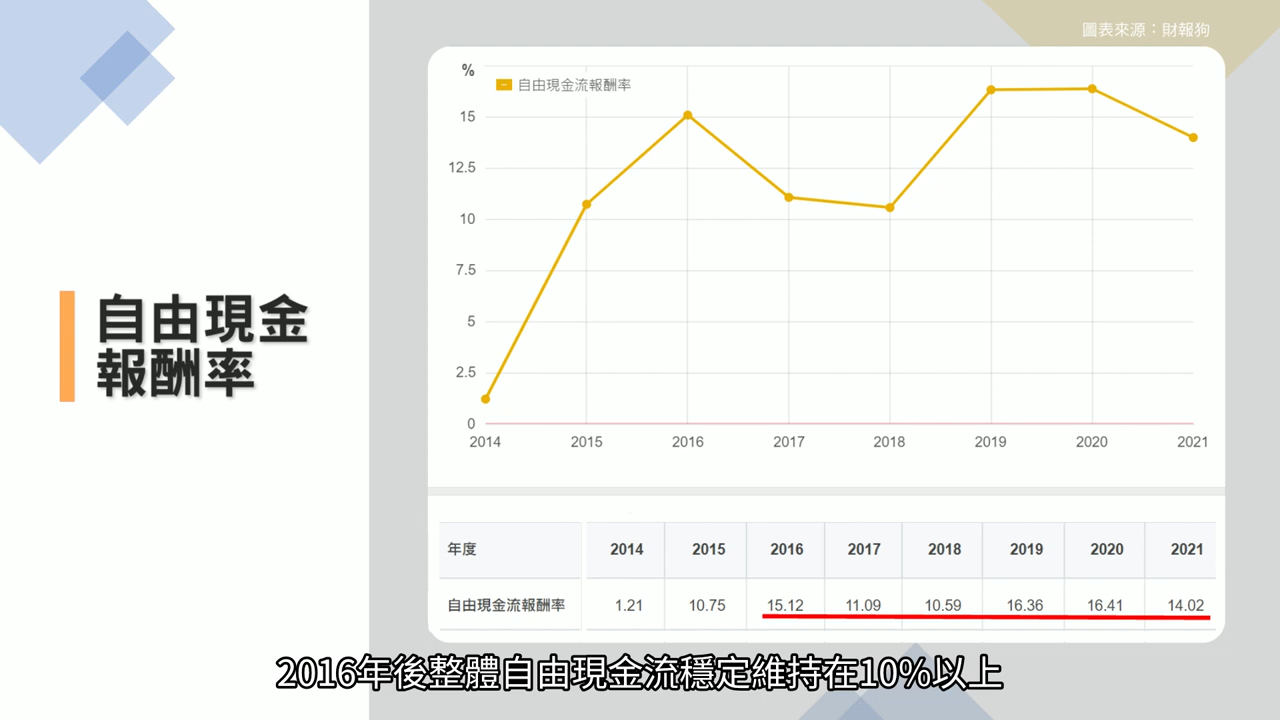 自由現金
報酬率
圖表來源：財報狗
%
自由現金流報酬率
15
12.5
10
7.5
5
2.5
0
2014 2015 2016 2017 2018 2019 2020 2021
年度 2014 2015 2016 2017 2018 2019 2020 2021
自由現金流報酬率 1.21 10.75 15.12 11.09 10.59 16.36 16.41 14.02
2016年後整體自由現金流穩定維持在10%以上